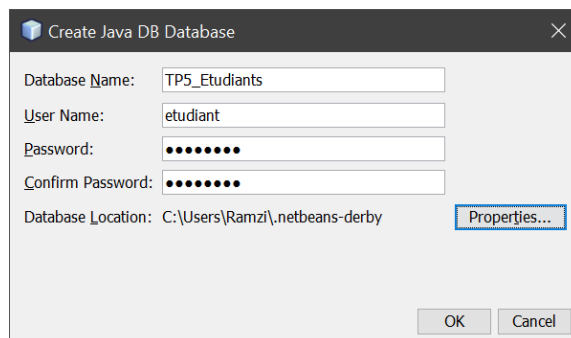 Create Java DB Database
Database Name: TP5_Etudiants
User Name: etudiant
Password: ●●●●●●●●
Confirm Password: ●●●●●●●●
Database Location: C:\Users\Ramzi\.netbeans-derby Properties...
OK Cancel